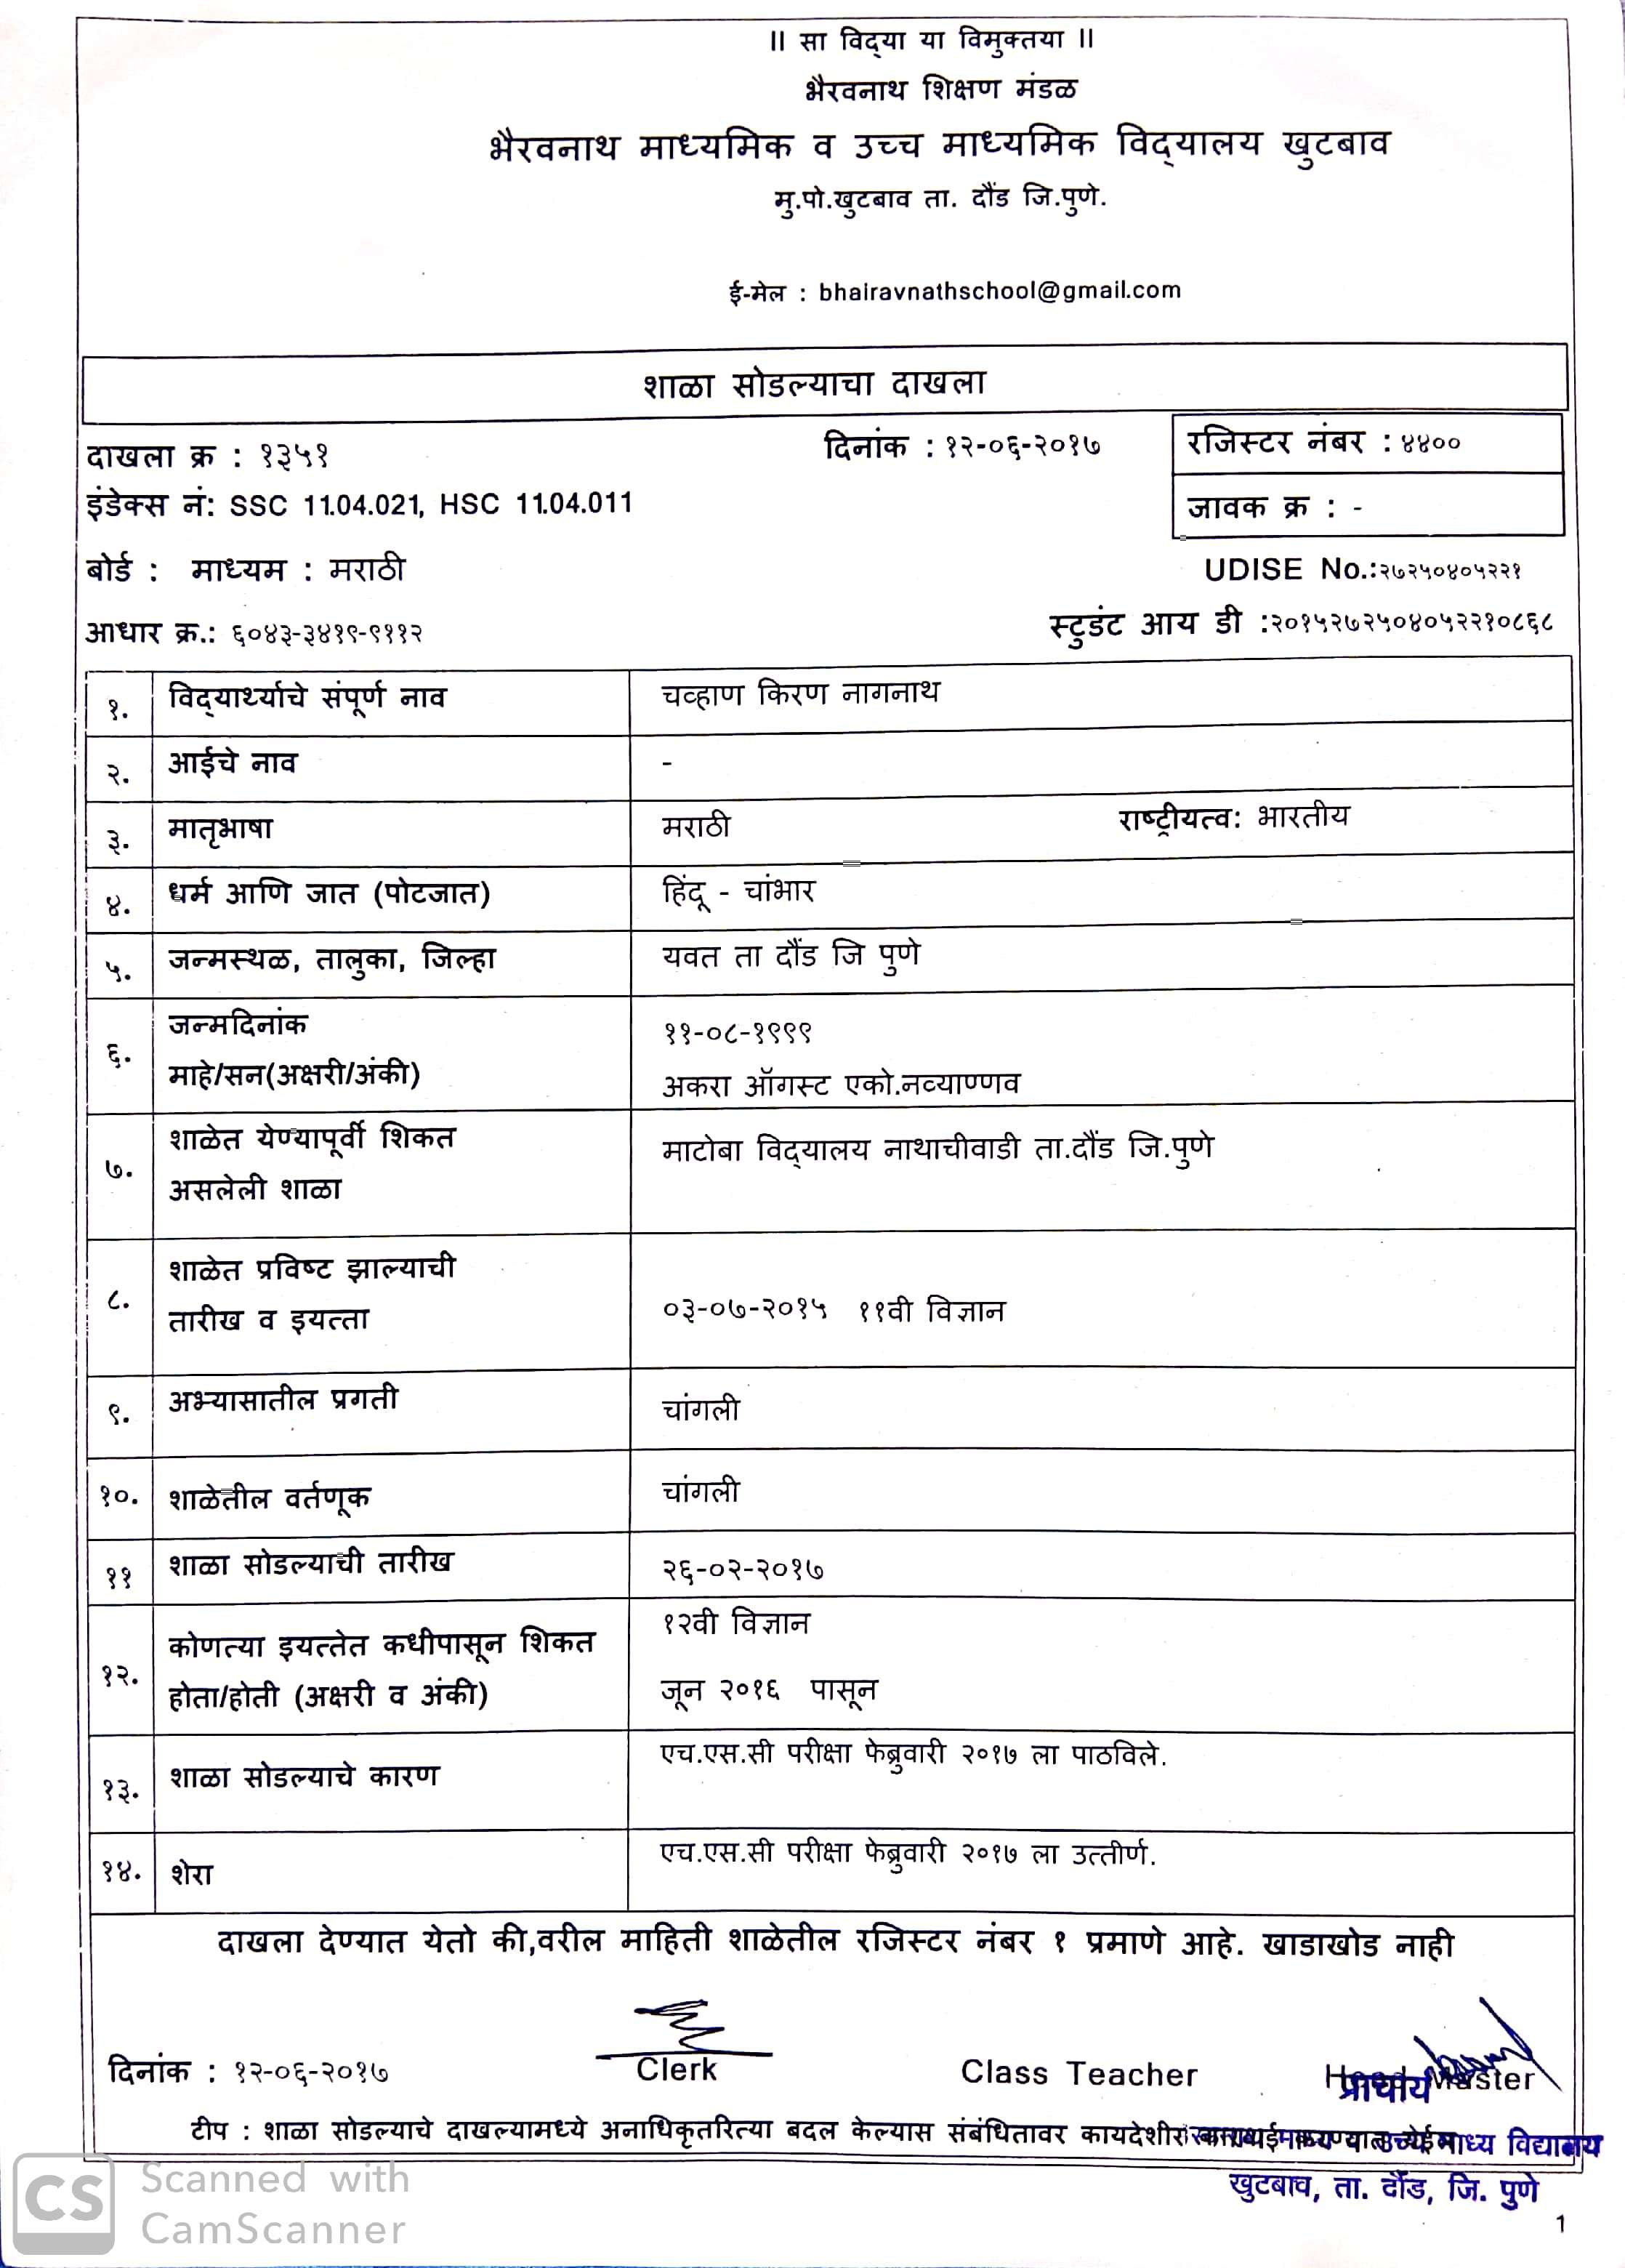 || सा विद्या या विमुक्तया ||
भैरवनाथ शिक्षण मंडळ
भैरवनाथ माध्यमिक व उच्च माध्यमिक विद्यालय खुटबाव
मु.पो.खुटबाव ता. दौंड जि.पुणे.
ई-मेल : bhairavnathschool@gmail.com
शाळा सोडल्याचा दाखला
दाखला क्र : १३५१ दिनांक : १२-०६-२०१७ रजिस्टर नंबर : ४४००
इंडेक्स नं: SSC 11.04.021, HSC 11.04.011 जावक क्र : -
बोर्ड : माध्यम : मराठी UDISE No.:२७२५०४०५२२१
आधार क्र.: ६०४३-३४१९-९११२ स्टुडंट आय डी :२०१५२७२५०४०५२२१०८६८
१. विद्यार्थ्याचे संपूर्ण नाव चव्हाण किरण नागनाथ
२. आईचे नाव -
३. मातृभाषा मराठी राष्ट्रीयत्व: भारतीय
४. धर्म आणि जात (पोटजात) हिंदू - चांभार
५. जन्मस्थळ, तालुका, जिल्हा यवत ता दौंड जि पुणे
६. जन्मदिनांक ११-०८-१९९९
माहे/सन(अक्षरी/अंकी) अकरा ऑगस्ट एको.नव्याण्णव
७. शाळेत येण्यापूर्वी शिकत माटोबा विद्यालय नाथाचीवाडी ता.दौंड जि.पुणे
असलेली शाळा
८. शाळेत प्रविष्ट झाल्याची
तारीख व इयत्ता ०३-०७-२०१५ ११वी विज्ञान
९. अभ्यासातील प्रगती चांगली
१०. शाळेतील वर्तणूक चांगली
११ शाळा सोडल्याची तारीख २६-०२-२०१७
१२. कोणत्या इयत्तेत कधीपासून शिकत १२वी विज्ञान
होता/होती (अक्षरी व अंकी) जून २०१६ पासून
१३. शाळा सोडल्याचे कारण एच.एस.सी परीक्षा फेब्रुवारी २०१७ ला पाठविले.
१४. शेरा एच.एस.सी परीक्षा फेब्रुवारी २०१७ ला उत्तीर्ण.
दाखला देण्यात येतो की,वरील माहिती शाळेतील रजिस्टर नंबर १ प्रमाणे आहे. खाडाखोड नाही
दिनांक : १२-०६-२०१७ Clerk Class Teacher Head Master
प्राचार्य
टीप : शाळा सोडल्याचे दाखल्यामध्ये अनाधिकृतरित्या बदल केल्यास संबंधितावर कायदेशीर
माध्य विद्यालय
खुटबाव, ता. दौंड, जि. पुणे
1
CS Scanned with
CamScanner